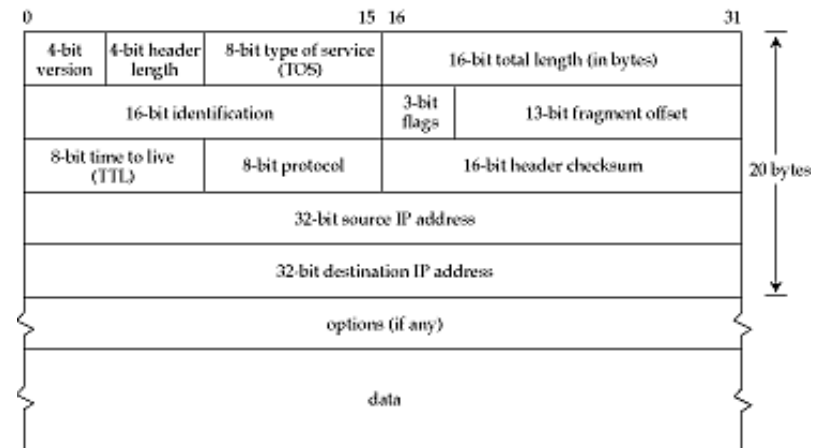 0 15 16 31
4-bit version
4-bit header length
8-bit type of service (TOS)
16-bit total length (in bytes)
16-bit identification
3-bit flags
13-bit fragment offset
8-bit time to live (TTL)
8-bit protocol
16-bit header checksum
20 bytes
32-bit source IP address
32-bit destination IP address
options (if any)
data